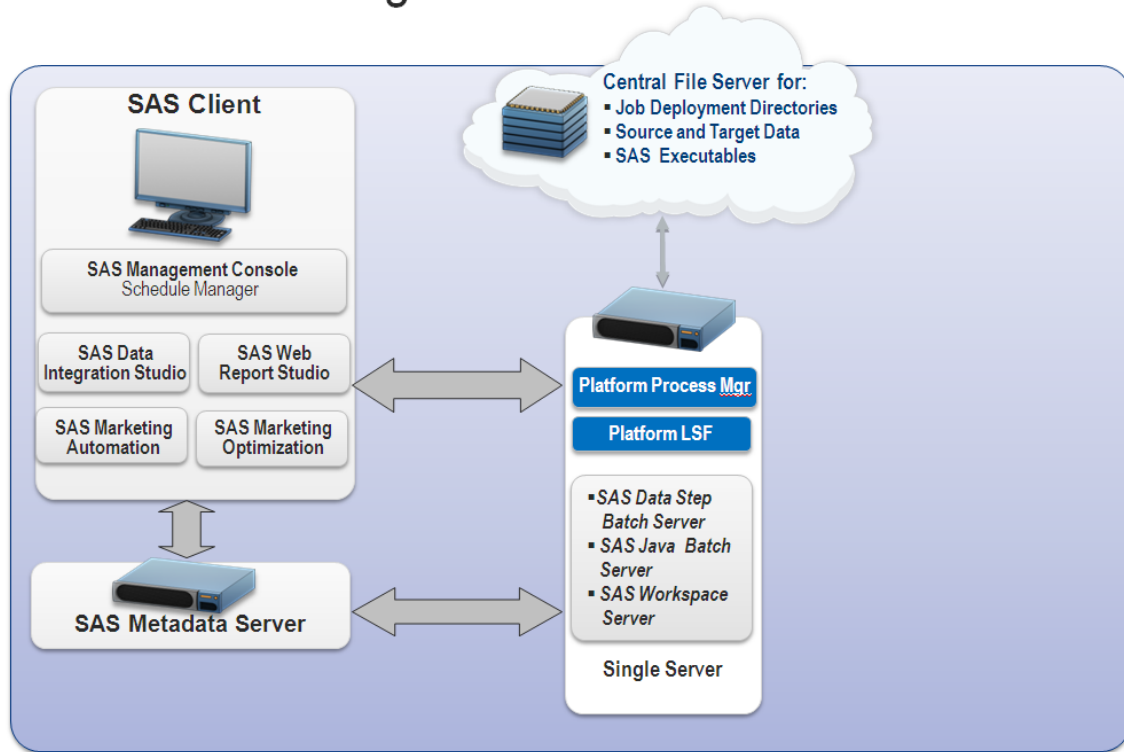 SAS Client
SAS Management Console
Schedule Manager
SAS Data
Integration Studio
SAS Web
Report Studio
SAS Marketing
Automation
SAS Marketing
Optimization
SAS Metadata Server
Central File Server for:
▪ Job Deployment Directories
▪ Source and Target Data
▪ SAS Executables
Platform Process Mgr
Platform LSF
▪SAS Data Step
Batch Server
▪ SAS Java Batch
Server
▪ SAS Workspace
Server
Single Server